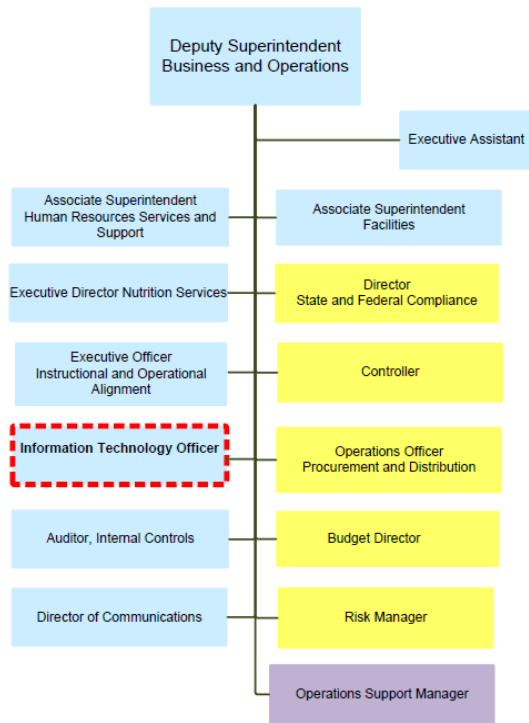 Deputy Superintendent
Business and Operations
Executive Assistant
Associate Superintendent
Human Resources Services and
Support
Associate Superintendent
Facilities
Executive Director Nutrition Services
Director
State and Federal Compliance
Executive Officer
Instructional and Operational
Alignment
Controller
Information Technology Officer
Operations Officer
Procurement and Distribution
Auditor, Internal Controls
Budget Director
Director of Communications
Risk Manager
Operations Support Manager